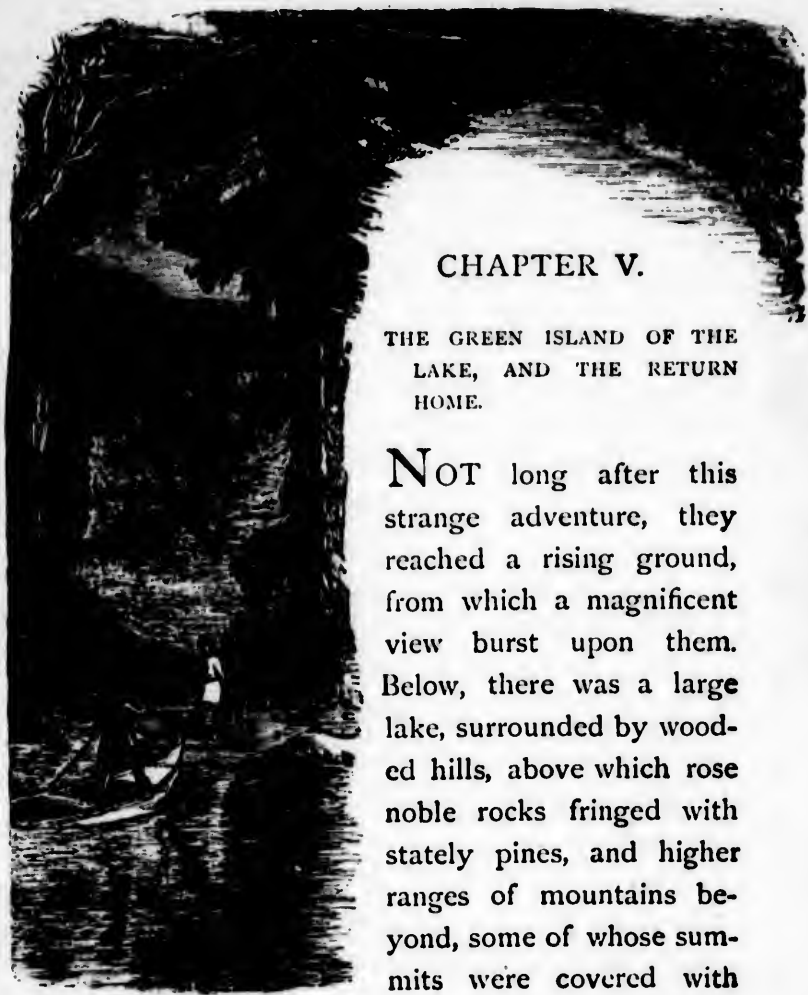 CHAPTER V.
THE GREEN ISLAND OF THE
LAKE, AND THE RETURN
HOME.
NOT long after this
strange adventure, they
reached a rising ground,
from which a magnificent
view burst upon them.
Below, there was a large
lake, surrounded by wood-
ed hills, above which rose
noble rocks fringed with
stately pines, and higher
ranges of mountains be-
yond, some of whose sum-
mits were covered with